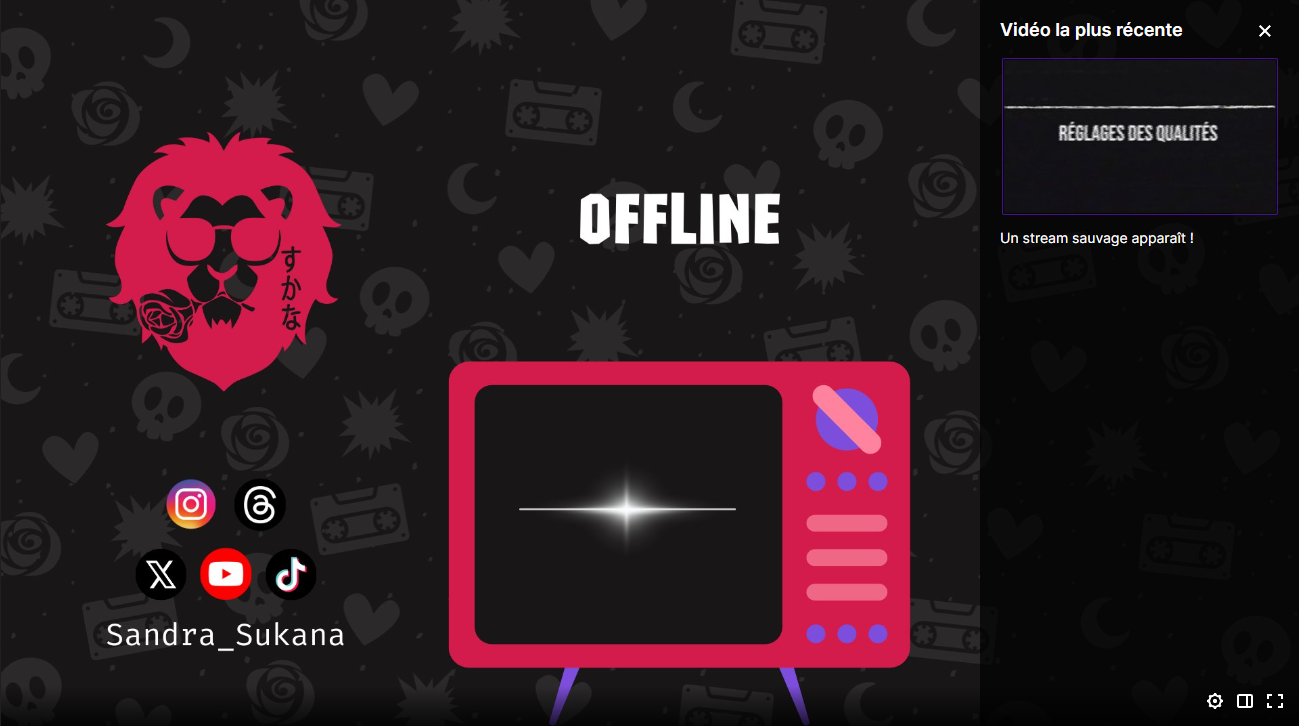 Vidéo la plus récente
RÉGLAGES DES QUALITÉS
Un stream sauvage apparaît !
OFFLINE
すかな
Sandra_Sukana